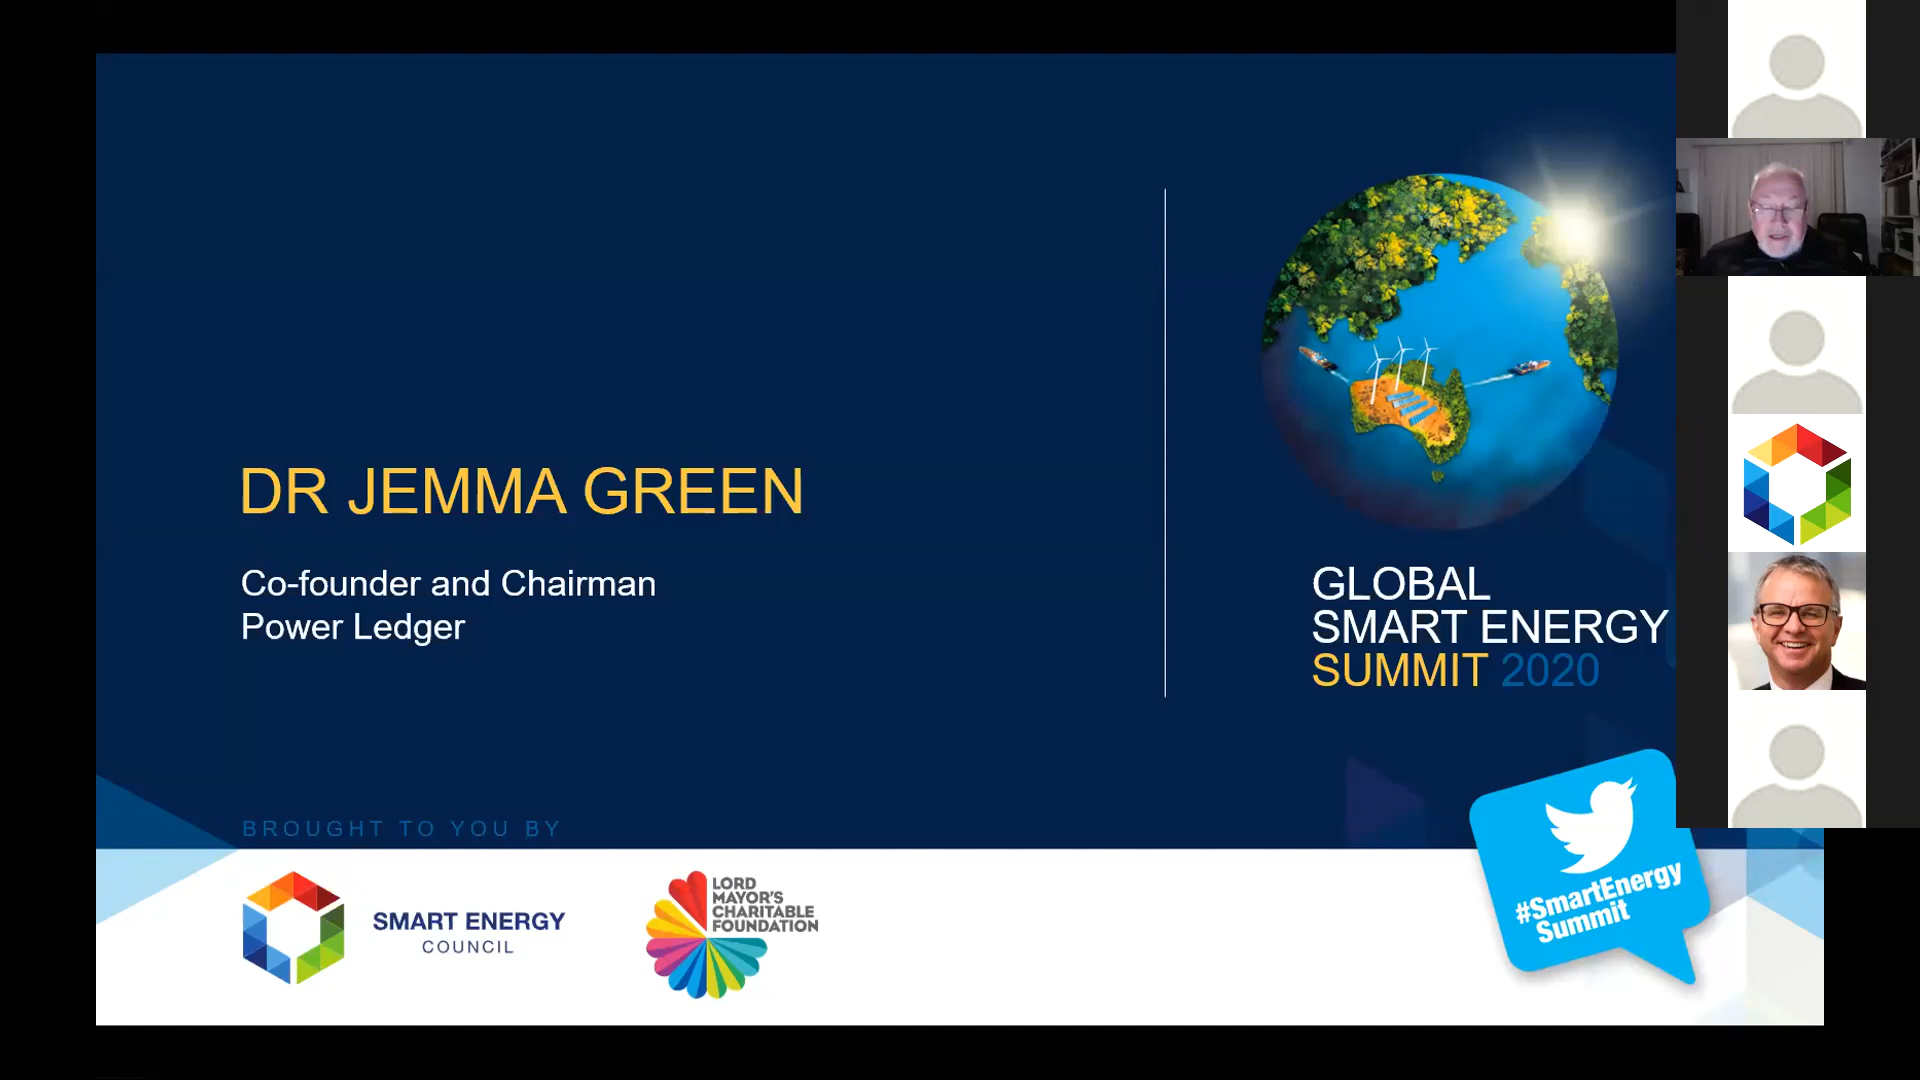 DR JEMMA GREEN
Co-founder and Chairman
Power Ledger
GLOBAL
SMART ENERGY
SUMMIT 2020
BROUGHT TO YOU BY
SMART ENERGY
COUNCIL
LORD
MAYOR'S
CHARITABLE
FOUNDATION
#SmartEnergy
Summit